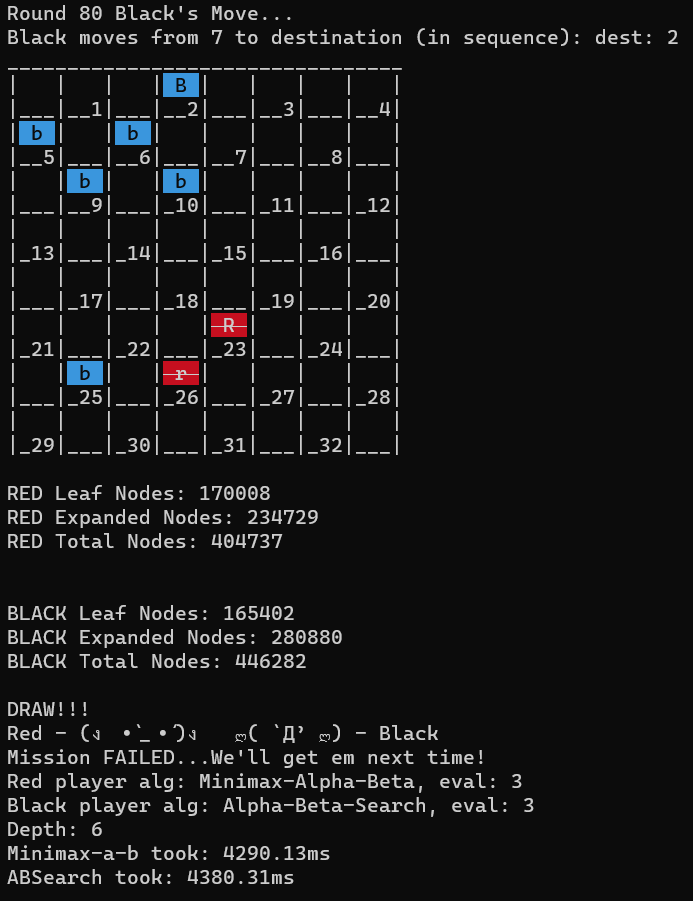 Round 80 Black's Move...
Black moves from 7 to destination (in sequence): dest: 2
_________________________________
|   |   |   | B |   |   |   |   |
|___|__1|___|__2|___|__3|___|__4|
| b |   | b |   |   |   |   |   |
|__5|___|__6|___|__7|___|__8|___|
|   | b |   | b |   |   |   |   |
|___|__9|___|_10|___|_11|___|_12|
|   |   |   |   |   |   |   |   |
|_13|___|_14|___|_15|___|_16|___|
|   |   |   |   |   |   |   |   |
|___|_17|___|_18|___|_19|___|_20|
|   |   |   |   | R |   |   |   |
|_21|___|_22|___|_23|___|_24|___|
|   | b |   | r |   |   |   |   |
|___|_25|___|_26|___|_27|___|_28|
|   |   |   |   |   |   |   |   |
|_29|___|_30|___|_31|___|_32|___|
RED Leaf Nodes: 170008
RED Expanded Nodes: 234729
RED Total Nodes: 404737
BLACK Leaf Nodes: 165402
BLACK Expanded Nodes: 280880
BLACK Total Nodes: 446282
DRAW!!!
Red - (ง •̀_•́)ง   ლ( `Д’ ლ) - Black
Mission FAILED...We'll get em next time!
Red player alg: Minimax-Alpha-Beta, eval: 3
Black player alg: Alpha-Beta-Search, eval: 3
Depth: 6
Minimax-a-b took: 4290.13ms
ABSearch took: 4380.31ms